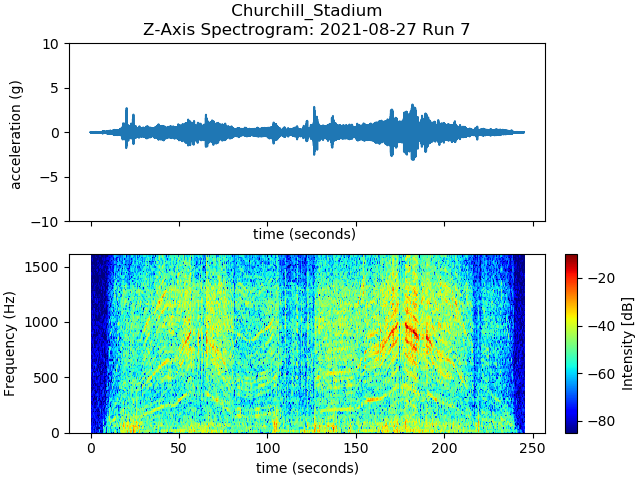 Churchill_Stadium
Z-Axis Spectrogram: 2021-08-27 Run 7
10
5
0
−5
−10
acceleration (g)
time (seconds)
1500
1000
500
0
Frequency (Hz)
0
50
100
150
200
250
time (seconds)
−20
−40
−60
−80
Intensity [dB]